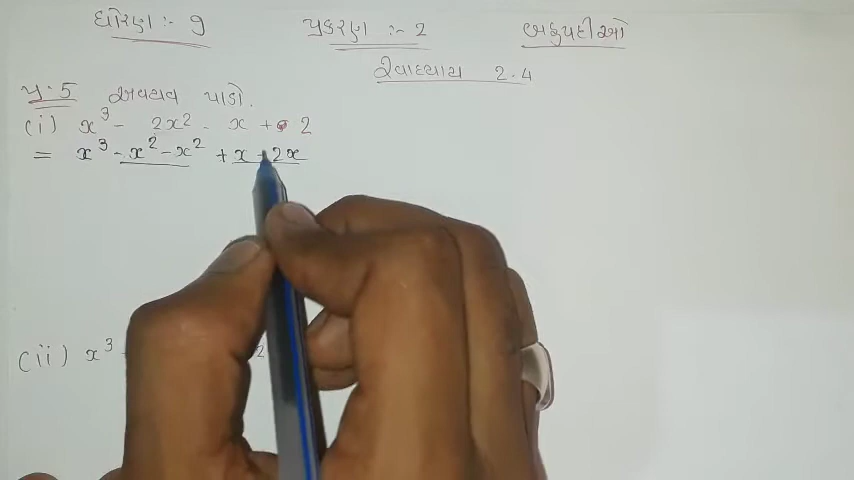 ધોરણ :- 9 પ્રકરણ :- 2 બહુપદીઓ
સ્વાધ્યાય 2.4
પ્ર.5 અવયવ પાડો.
(i) x³ - 2x² - x + 2
= x³ - x² - x² + x - 2x
(ii) x³ -